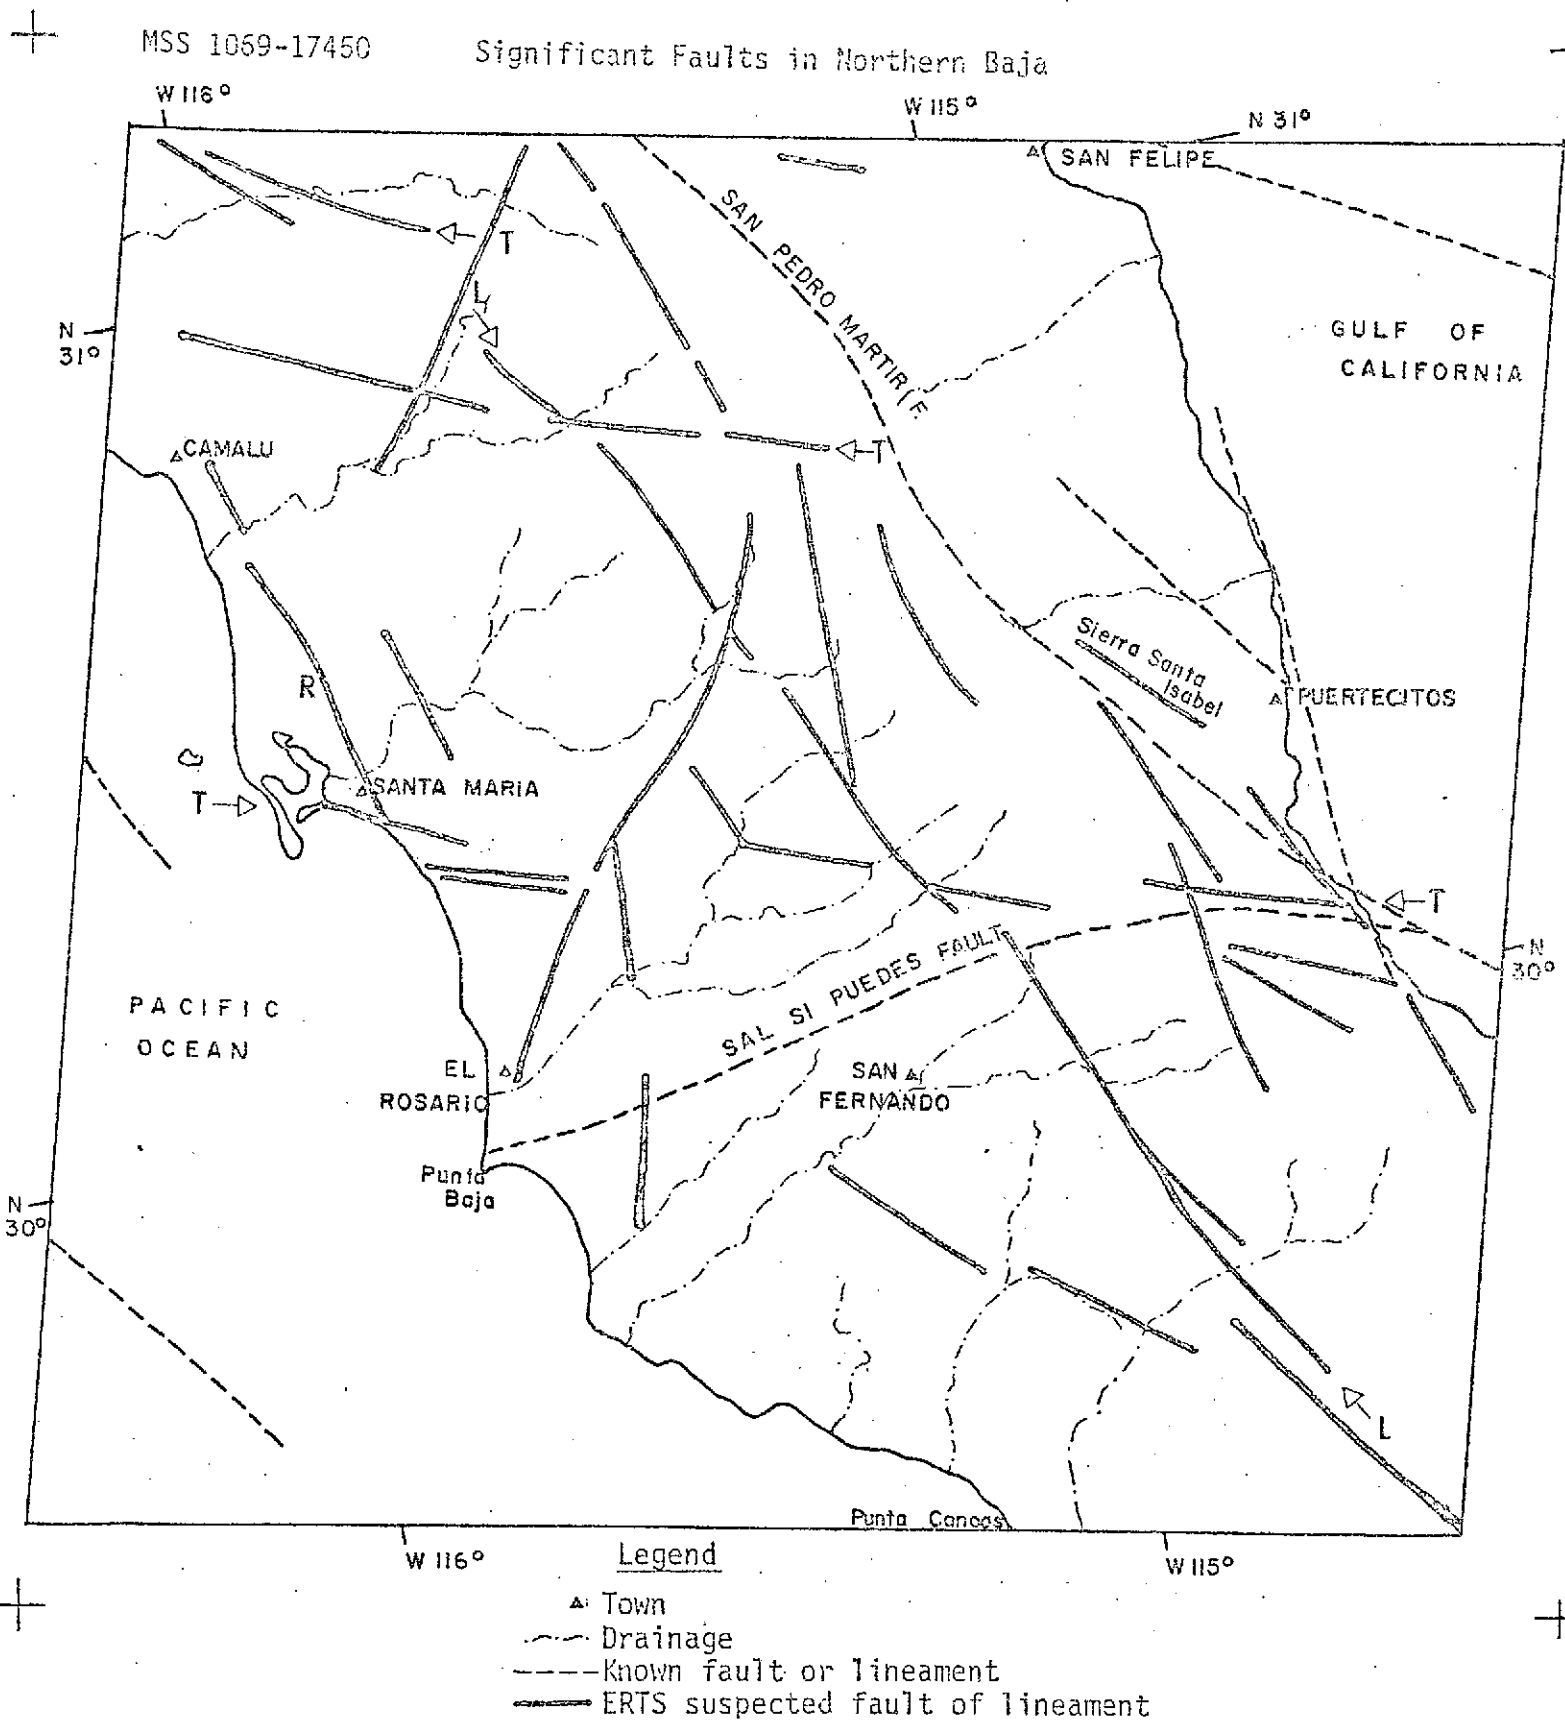 MSS 1069-17450 Significant Faults in Northern Baja
W 116°
W 115°
N 31°
SAN FELIPE
SAN PEDRO MARTIR F.
T
L
N
31°
GULF OF
CALIFORNIA
CAMALU
T
Sierra Santa
Isabel
R
PUERTECITOS
SANTA MARIA
T
T
N
30°
SAL SI PUEDES FAULT
PACIFIC
OCEAN
EL
ROSARIO
SAN
FERNANDO
Punta
Baja
N
30°
L
Punta Canoas
W 116°
W 115°
Legend
Town
Drainage
Known fault or lineament
ERTS suspected fault of lineament